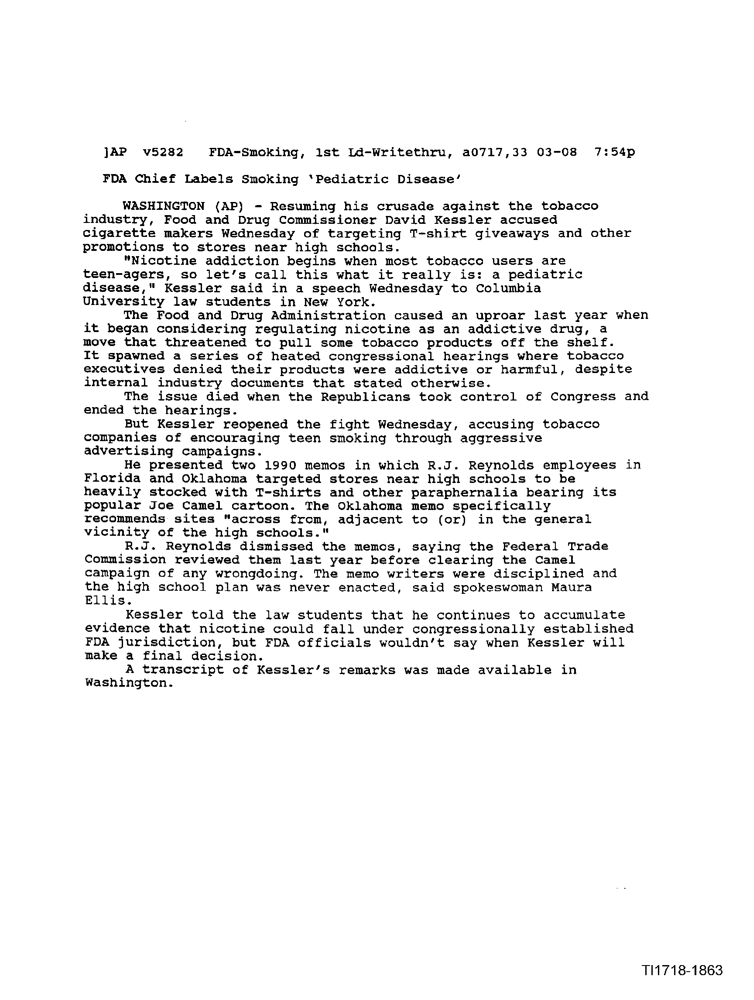 ]AP v5282 FDA-Smoking, 1st Ld-Writethru, a0717,33 03-08 7:54p
FDA Chief Labels Smoking 'Pediatric Disease'
WASHINGTON (AP) - Resuming his crusade against the tobacco
industry, Food and Drug Commissioner David Kessler accused
cigarette makers Wednesday of targeting T-shirt giveaways and other
promotions to stores near high schools.
"Nicotine addiction begins when most tobacco users are
teen-agers, so let's call this what it really is: a pediatric
disease," Kessler said in a speech Wednesday to Columbia
University law students in New York.
The Food and Drug Administration caused an uproar last year when
it began considering regulating nicotine as an addictive drug, a
move that threatened to pull some tobacco products off the shelf.
It spawned a series of heated congressional hearings where tobacco
executives denied their products were addictive or harmful, despite
internal industry documents that stated otherwise.
The issue died when the Republicans took control of Congress and
ended the hearings.
But Kessler reopened the fight Wednesday, accusing tobacco
companies of encouraging teen smoking through aggressive
advertising campaigns.
He presented two 1990 memos in which R.J. Reynolds employees in
Florida and Oklahoma targeted stores near high schools to be
heavily stocked with T-shirts and other paraphernalia bearing its
popular Joe Camel cartoon. The Oklahoma memo specifically
recommends sites "across from, adjacent to (or) in the general
vicinity of the high schools."
R.J. Reynolds dismissed the memos, saying the Federal Trade
Commission reviewed them last year before clearing the Camel
campaign of any wrongdoing. The memo writers were disciplined and
the high school plan was never enacted, said spokeswoman Maura
Ellis.
Kessler told the law students that he continues to accumulate
evidence that nicotine could fall under congressionally established
FDA jurisdiction, but FDA officials wouldn't say when Kessler will
make a final decision.
A transcript of Kessler's remarks was made available in
Washington.
TI1718-1863